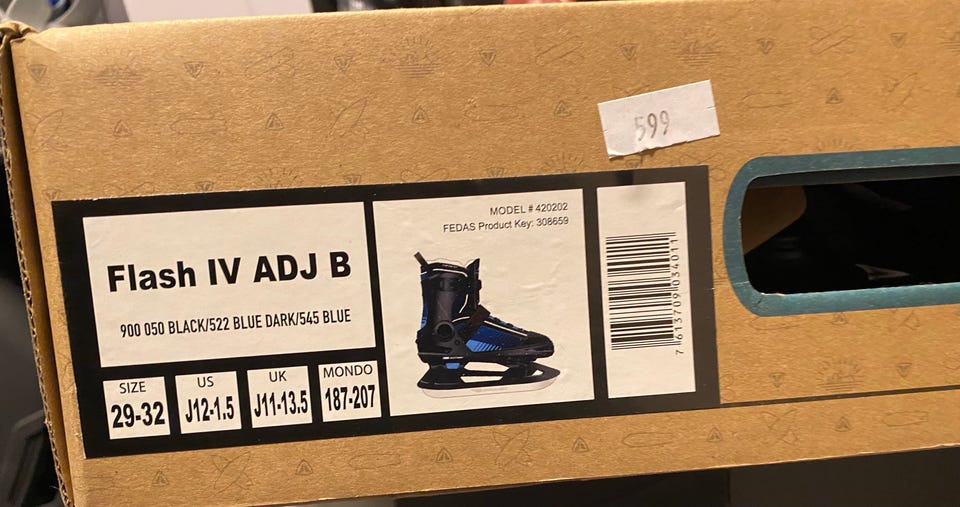 599
MODEL # 420202
FEDAS Product Key: 308659
Flash IV ADJ B
900 050 BLACK/522 BLUE DARK/545 BLUE
SIZE
29-32
US
J12-1.5
UK
J11-13.5
MONDO
187-207
7613709034011